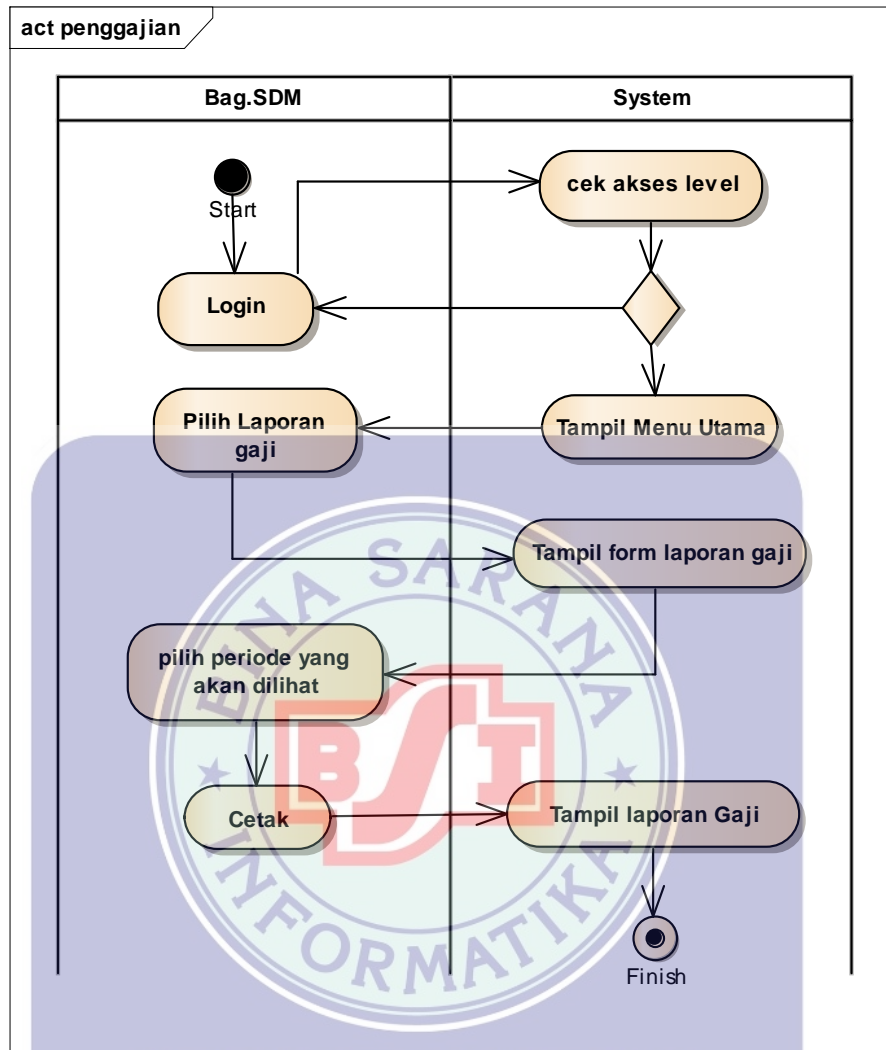 act penggajian
Bag.SDM
System
Start
cek akses level
Login
Pilih Laporan
gaji
Tampil Menu Utama
Tampil form laporan gaji
pilih periode yang
akan dilihat
Cetak
Tampil laporan Gaji
Finish
BINA SARANA
BSI
INFORMATIKA